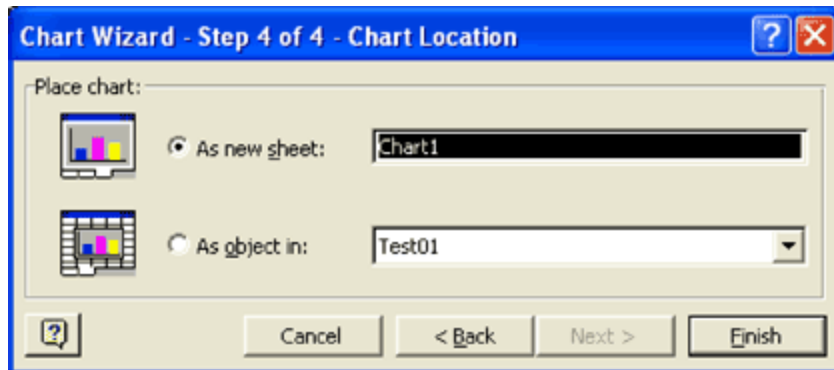 Chart Wizard - Step 4 of 4 - Chart Location
Place chart:
As new sheet: Chart1
As object in: Test01
Cancel < Back Next > Finish